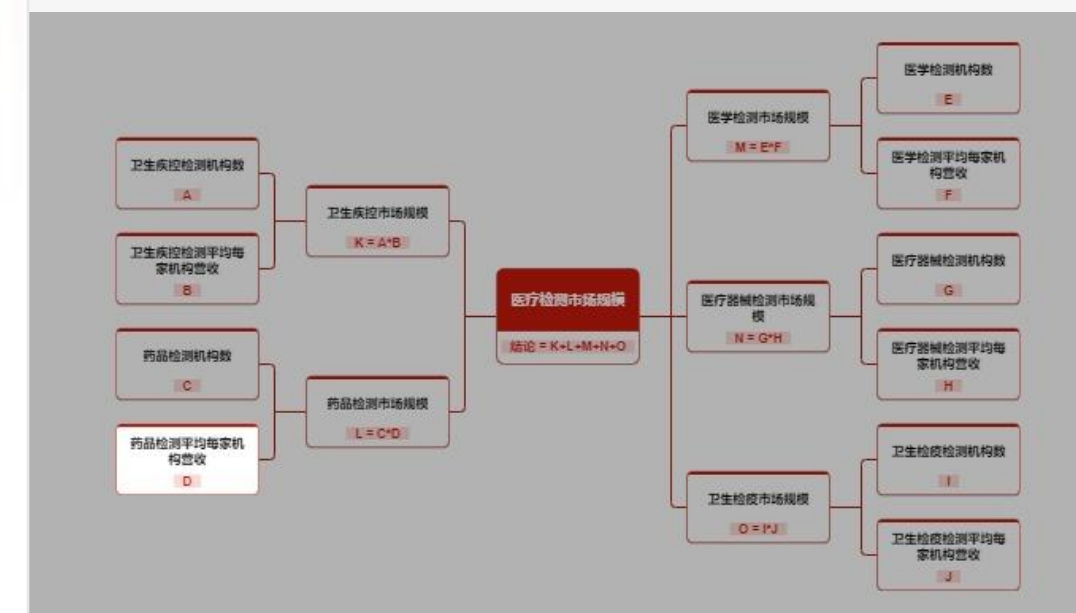 卫生疾控检测机构数
A
卫生疾控检测平均每
家机构营收
B
药品检测机构数
C
药品检测平均每家机
构营收
D
卫生疾控市场规模
K = A*B
药品检测市场规模
L = C*D
医疗检测市场规模
结论 = K+L+M+N+O
医学检测市场规模
M = E*F
医疗器械检测市场规
模
N = G*H
卫生检疫市场规模
O = I*J
医学检测机构数
E
医学检测平均每家机
构营收
F
医疗器械检测机构数
G
医疗器械检测平均每
家机构营收
H
卫生检疫检测机构数
I
卫生检疫检测平均每
家机构营收
J